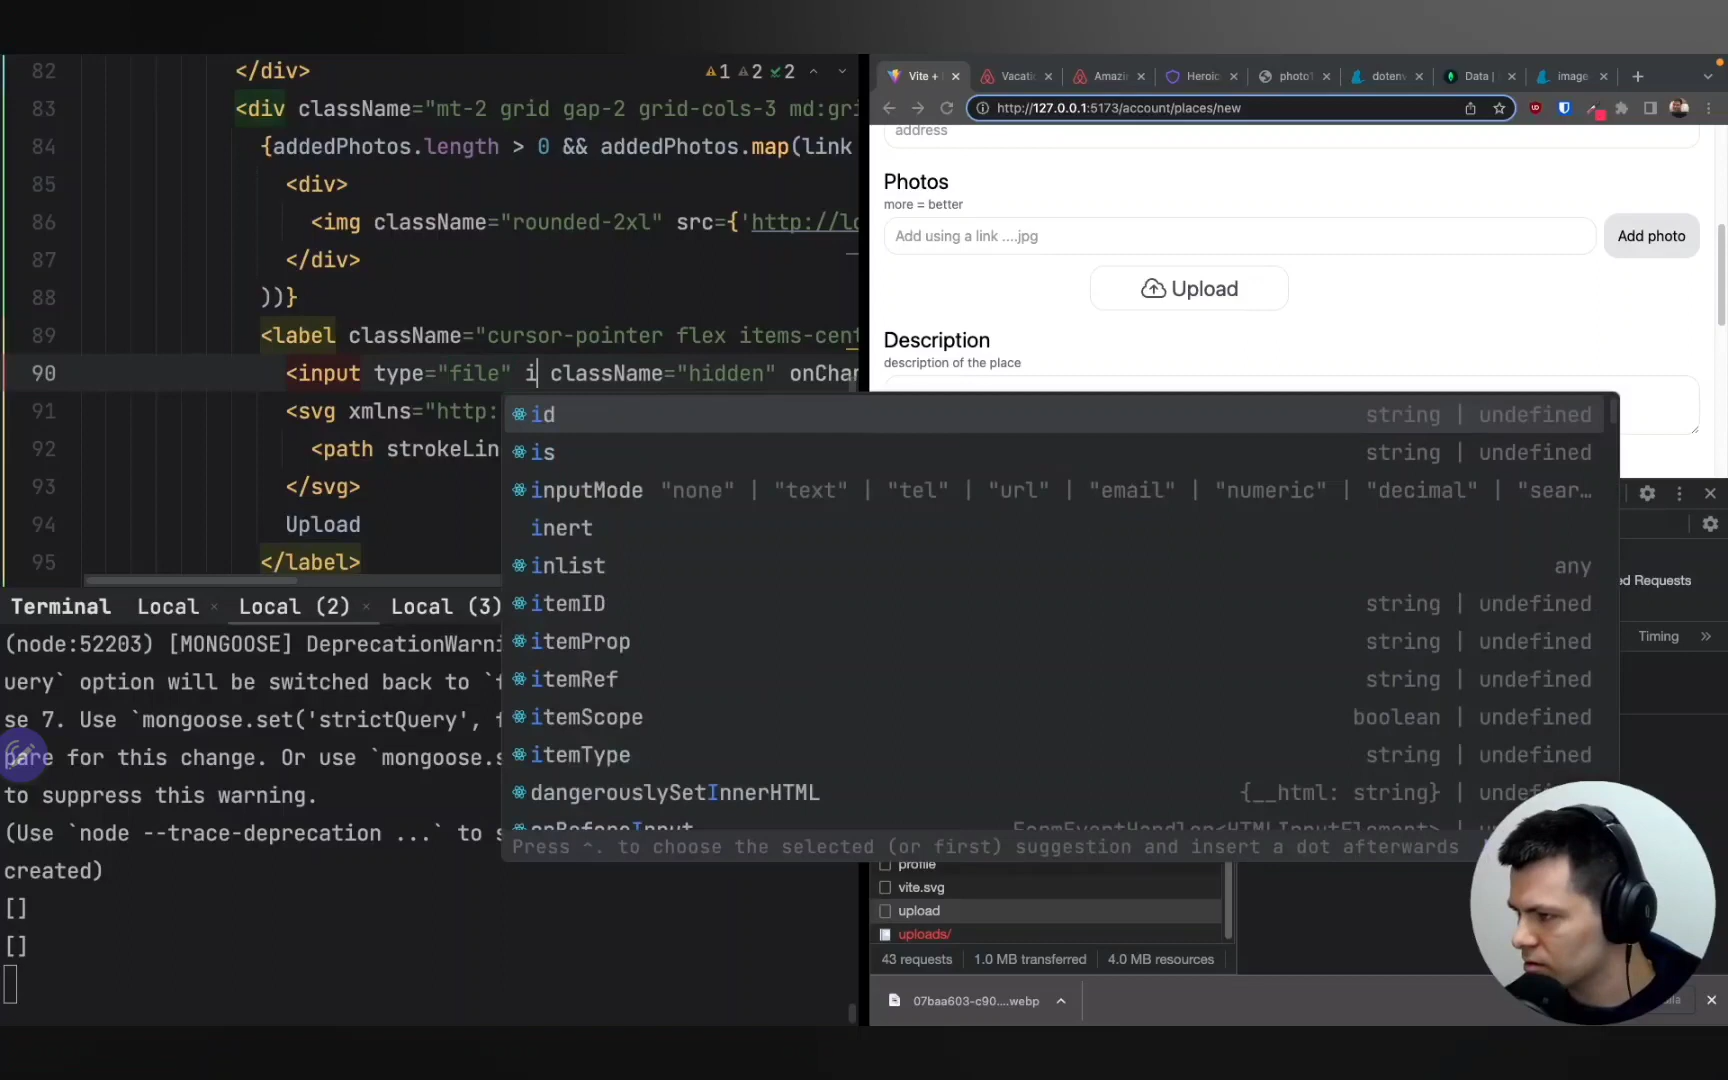 82 </div>
1 2 2
83 <div className="mt-2 grid gap-2 grid-cols-3 md:gri
84 {addedPhotos.length > 0 && addedPhotos.map(link
85 <div>
86 <img className="rounded-2xl" src={'http://lo
87 </div>
88 ))}
89 <label className="cursor-pointer flex items-cent
90 <input type="file" i className="hidden" onChan
91 <svg xmlns="http:
92 <path strokeLin
93 </svg>
94 Upload
95 </label>
id string | undefined
is string | undefined
inputMode "none" | "text" | "tel" | "url" | "email" | "numeric" | "decimal" | "sear…
inert
inlist any
itemID string | undefined
itemProp string | undefined
itemRef string | undefined
itemScope boolean | undefined
itemType string | undefined
dangerouslySetInnerHTML {__html: string} | undef
onBeforeInput FormEventHandler<HTMLInputElement>
Press ^. to choose the selected (or first) suggestion and insert a dot afterwards
Terminal Local × Local (2) × Local (3)
(node:52203) [MONGOOSE] DeprecationWarni
uery` option will be switched back to `f
se 7. Use `mongoose.set('strictQuery', f
pare for this change. Or use `mongoose.s
to suppress this warning.
(Use `node --trace-deprecation ...` to s
created)
[]
[]
Vite + Vacati Amazi Heroic photo1 dotenv Data | image
http://127.0.0.1:5173/account/places/new
address
Photos
more = better
Add using a link ....jpg
Add photo
Upload
Description
description of the place
ed Requests
Timing »
profile
vite.svg
upload
uploads/
43 requests 1.0 MB transferred 4.0 MB resources
07baa603-c90....webp